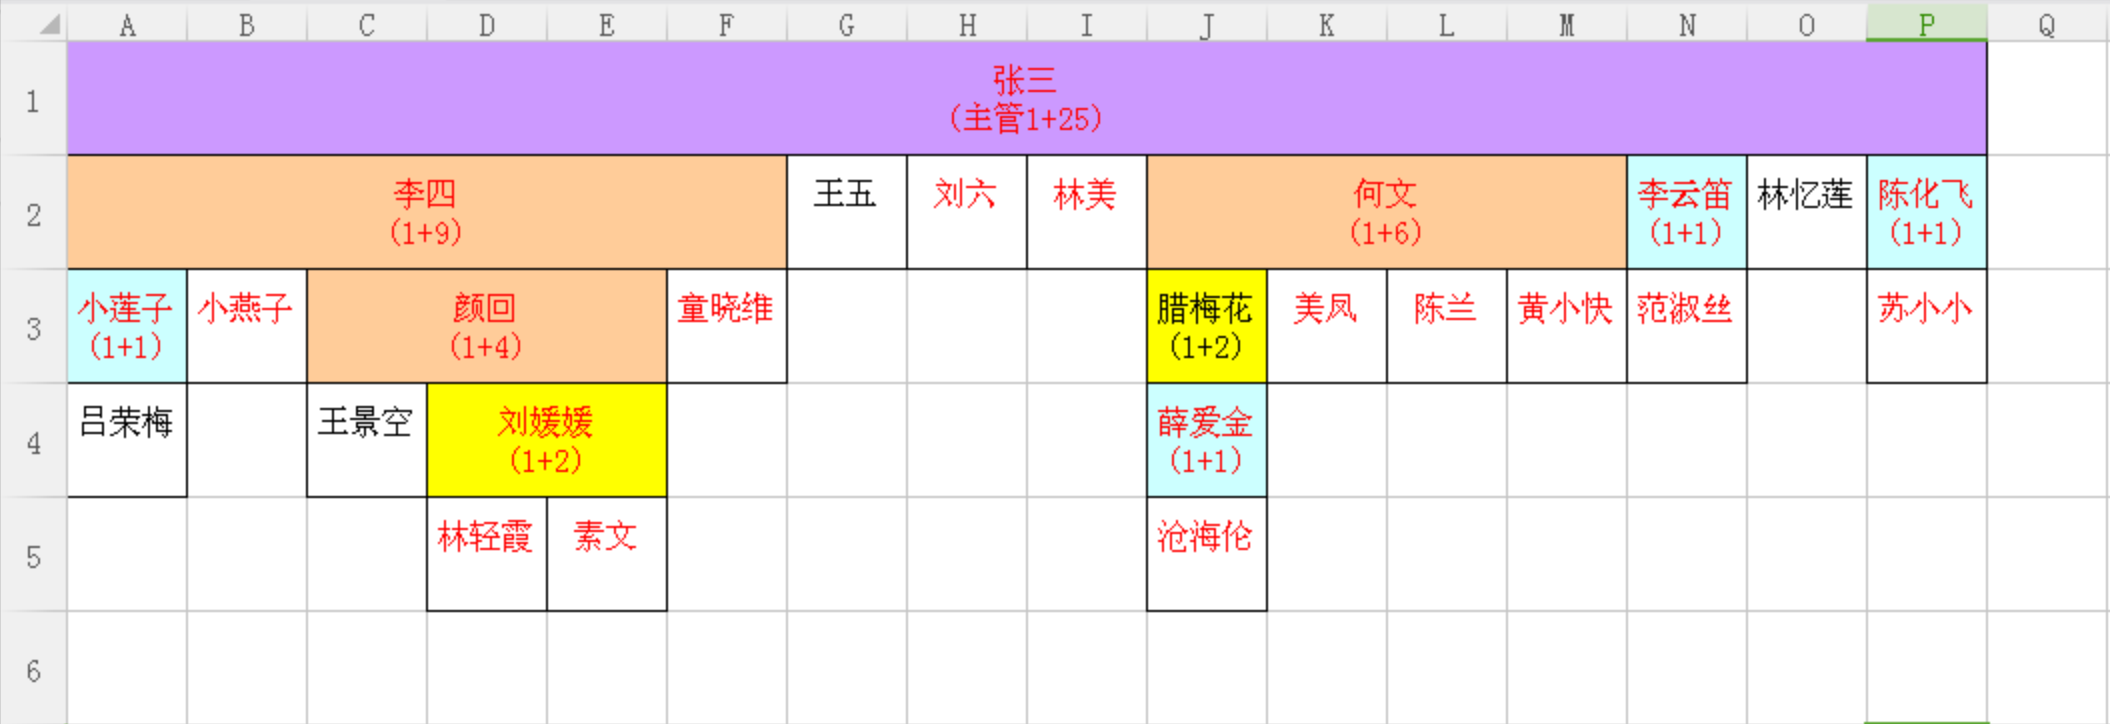 A B C D E F G H I J K L M N O P Q
1
张三
(主管1+25)
2
李四
(1+9)
王五
刘六
林美
何文
(1+6)
李云笛
(1+1)
林忆莲
陈化飞
(1+1)
3
小莲子
(1+1)
小燕子
颜回
(1+4)
童晓维
腊梅花
(1+2)
美凤
陈兰
黄小快
范淑丝
苏小小
4
吕荣梅
王景空
刘媛媛
(1+2)
薛爱金
(1+1)
5
林轻霞
素文
沧海伦
6